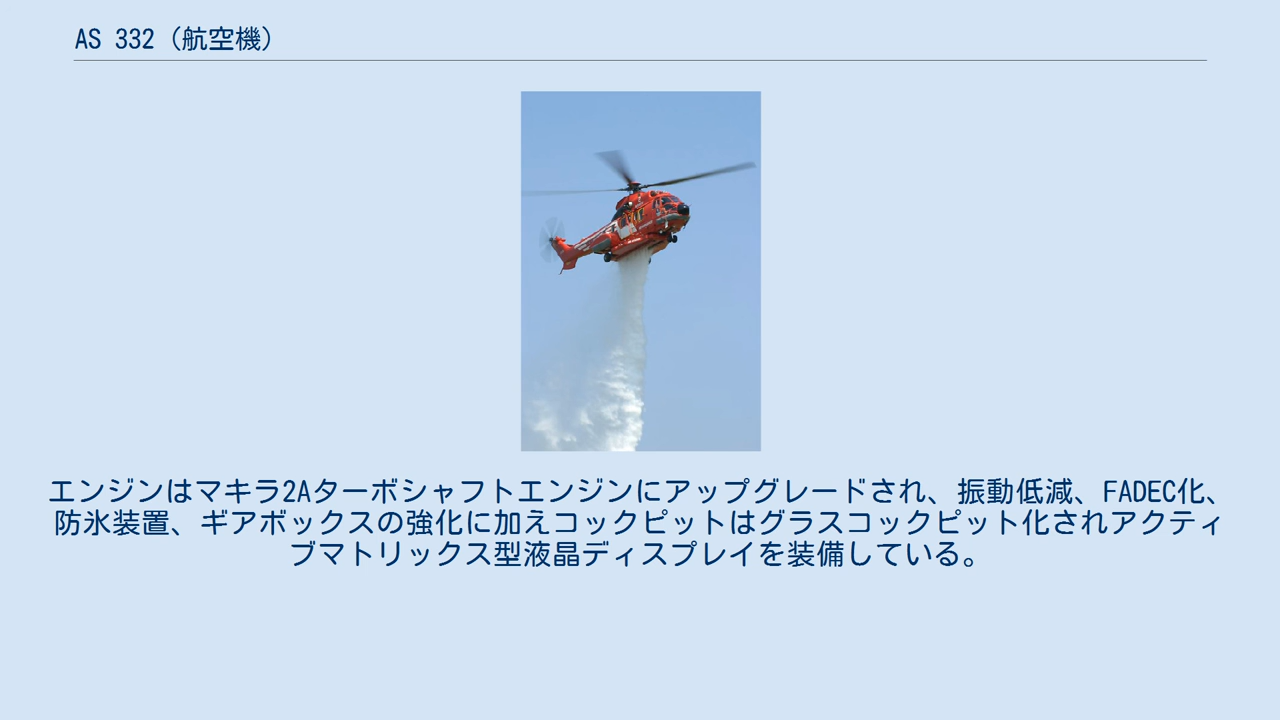 AS 332（航空機）
エンジンはマキラ2Aターボシャフトエンジンにアップグレードされ、振動低減、FADEC化、
防氷装置、ギアボックスの強化に加えコックピットはグラスコックピット化されアクティ
ブマトリックス型液晶ディスプレイを装備している。